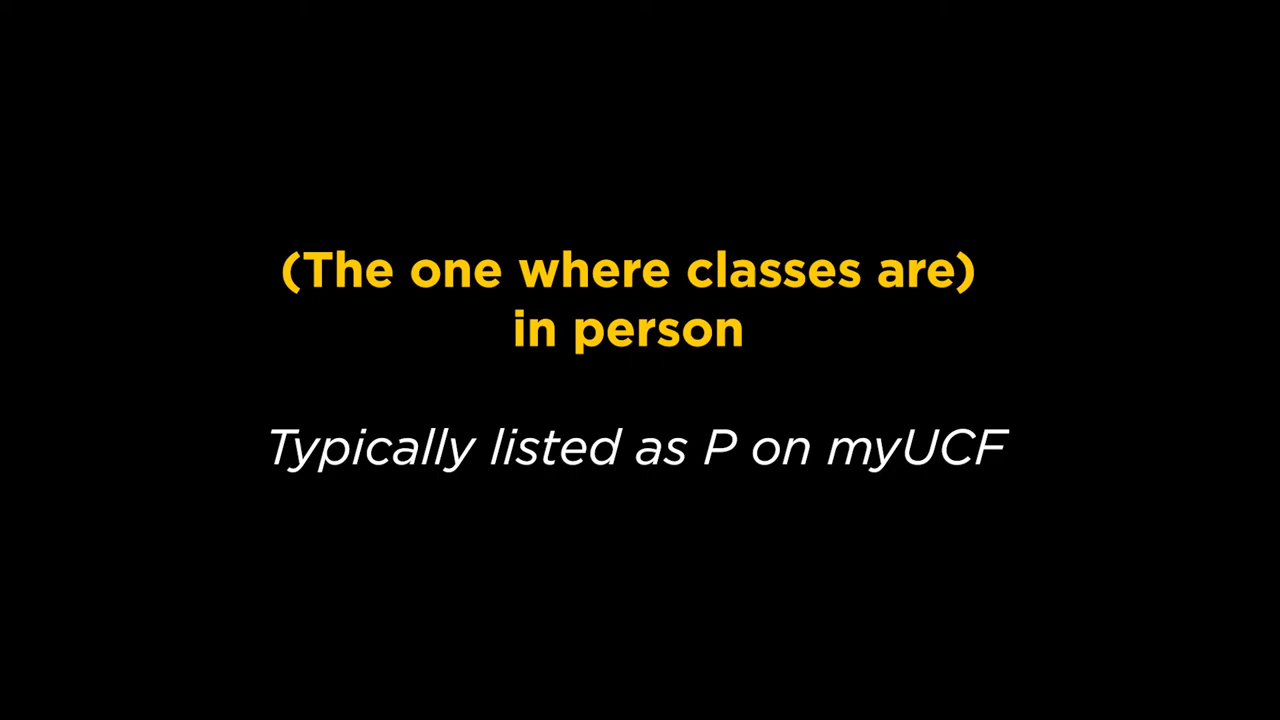 (The one where classes are)
in person
Typically listed as P on myUCF